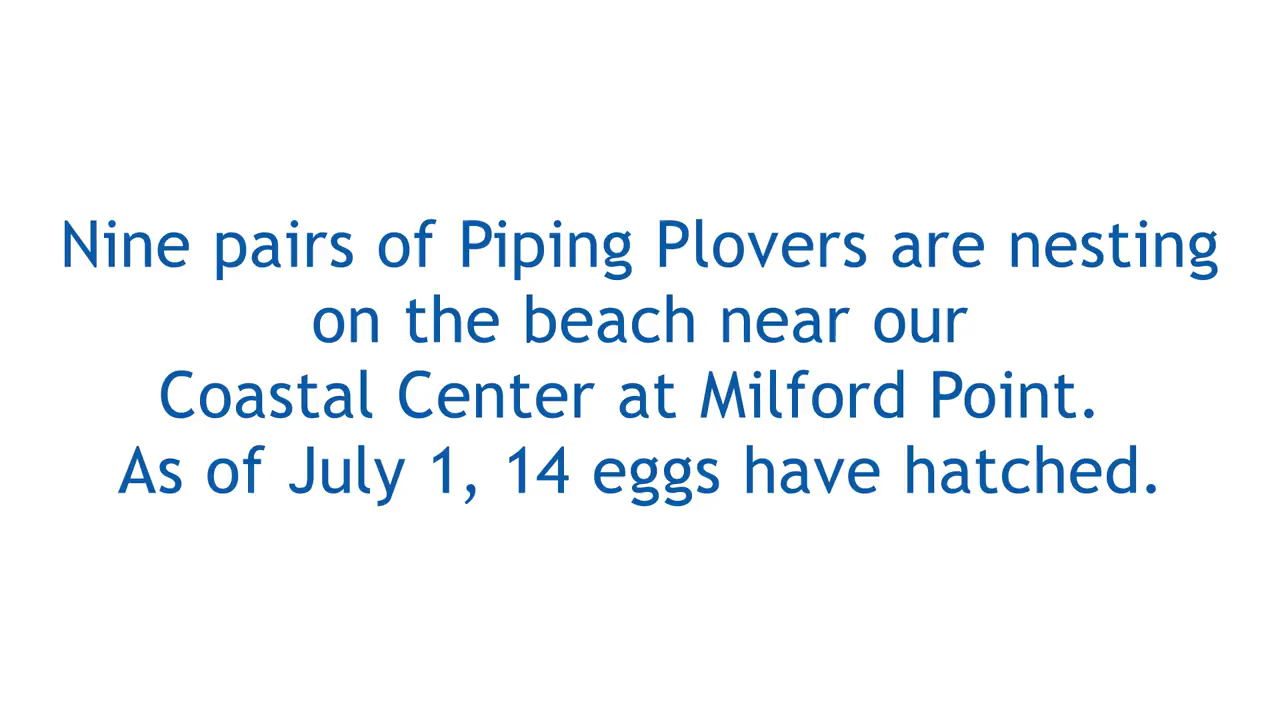 Nine pairs of Piping Plovers are nesting
on the beach near our
Coastal Center at Milford Point.
As of July 1, 14 eggs have hatched.